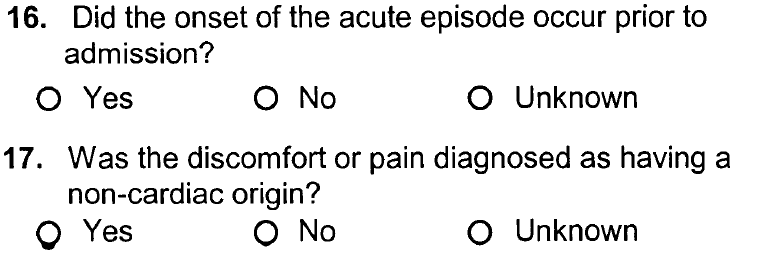 16. Did the onset of the acute episode occur prior to
admission?
Yes No Unknown
17. Was the discomfort or pain diagnosed as having a
non-cardiac origin?
Yes No Unknown